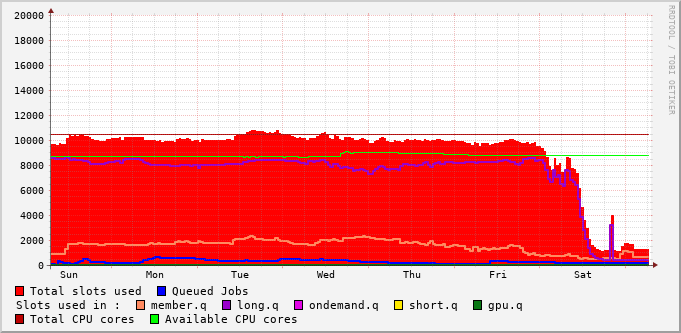 RRDTOOL / TOBI OETIKER
20000
18000
16000
14000
12000
10000
8000
6000
4000
2000
0
Sun Mon Tue Wed Thu Fri Sat
Total slots used Queued Jobs
Slots used in : member.q long.q ondemand.q short.q gpu.q
Total CPU cores Available CPU cores